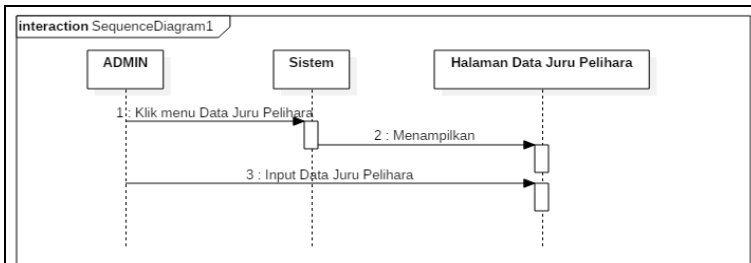 interaction SequenceDiagram1
ADMIN
Sistem
Halaman Data Juru Pelihara
1 : Klik menu Data Juru Pelihara
2 : Menampilkan
3 : Input Data Juru Pelihara